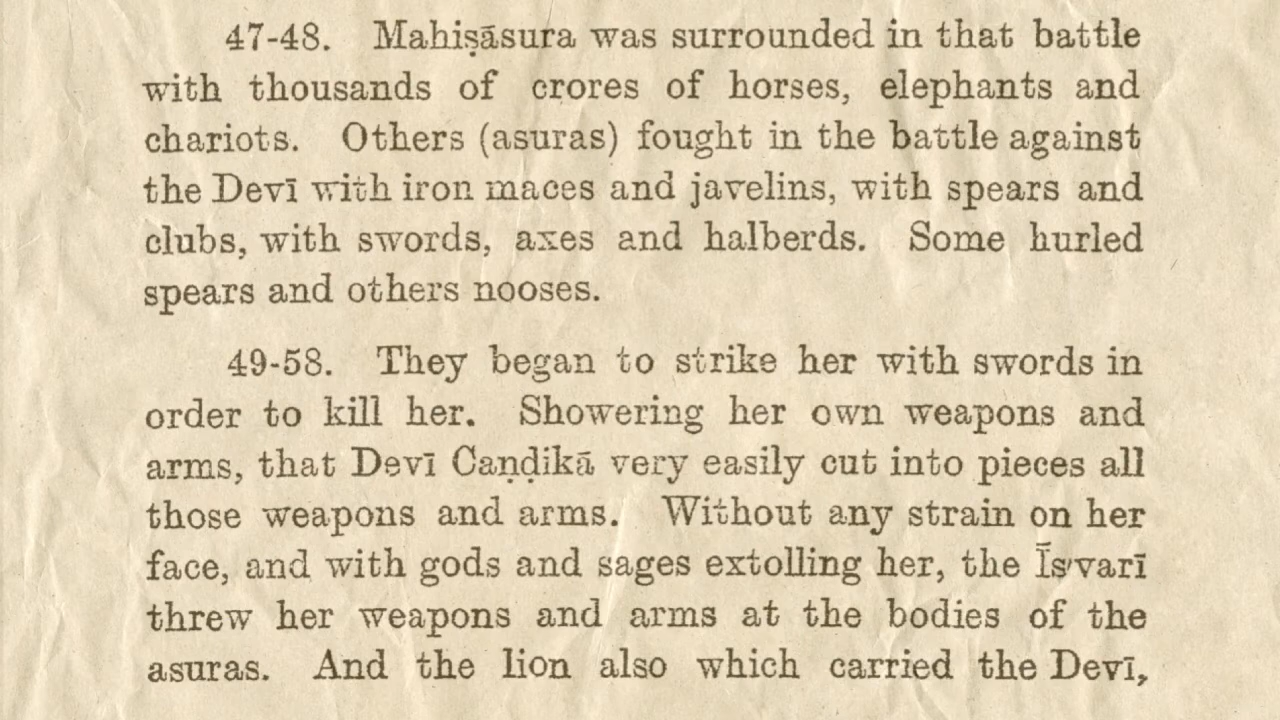 47-48. Mahiṣāsura was surrounded in that battle
with thousands of crores of horses, elephants and
chariots. Others (asuras) fought in the battle against
the Devī with iron maces and javelins, with spears and
clubs, with swords, axes and halberds. Some hurled
spears and others nooses.
49-58. They began to strike her with swords in
order to kill her. Showering her own weapons and
arms, that Devī Caṇḍikā very easily cut into pieces all
those weapons and arms. Without any strain on her
face, and with gods and sages extolling her, the Īs'varī
threw her weapons and arms at the bodies of the
asuras. And the lion also which carried the Devī,